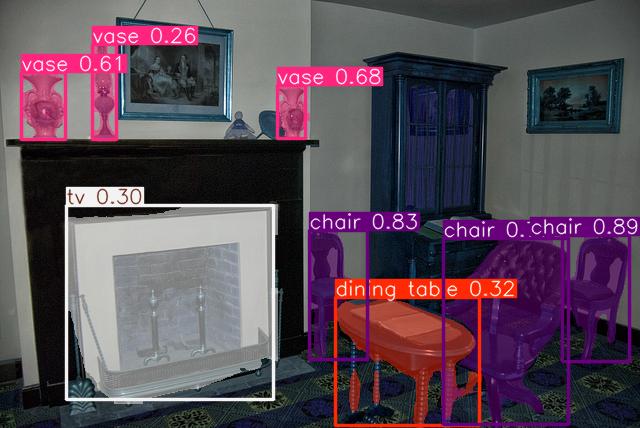 vase 0.26
vase 0.61
vase 0.68
tv 0.30
chair 0.83
chair 0.
chair 0.89
dining table 0.32